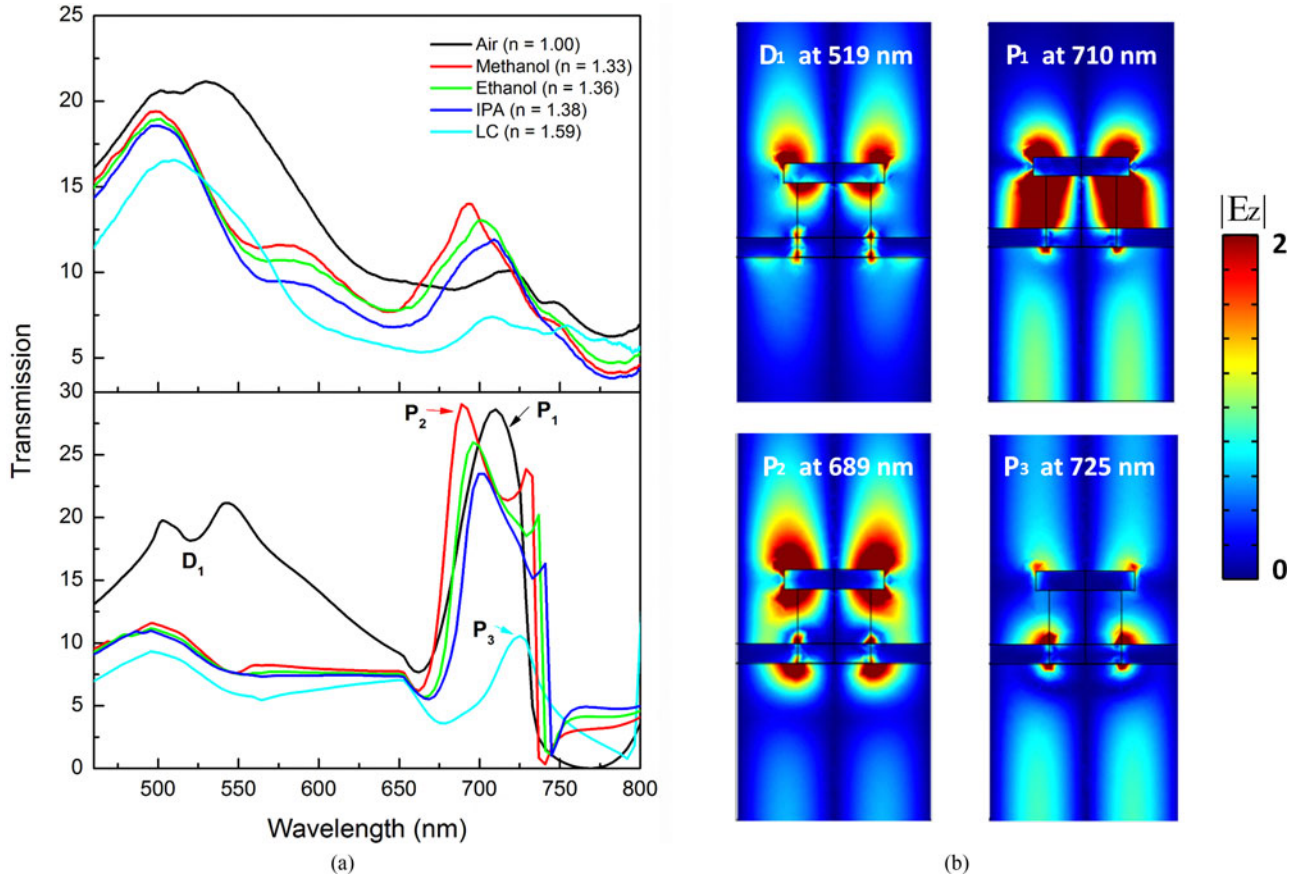 25
20
15
10
5
Air (n = 1.00)
Methanol (n = 1.33)
Ethanol (n = 1.36)
IPA (n = 1.38)
LC (n = 1.59)
Transmission
30
25
20
15
10
5
0
P2
P1
D1
P3
500 550 600 650 700 750 800
Wavelength (nm)
(a)
D1 at 519 nm
P1 at 710 nm
P2 at 689 nm
P3 at 725 nm
|Ez|
2
0
(b)